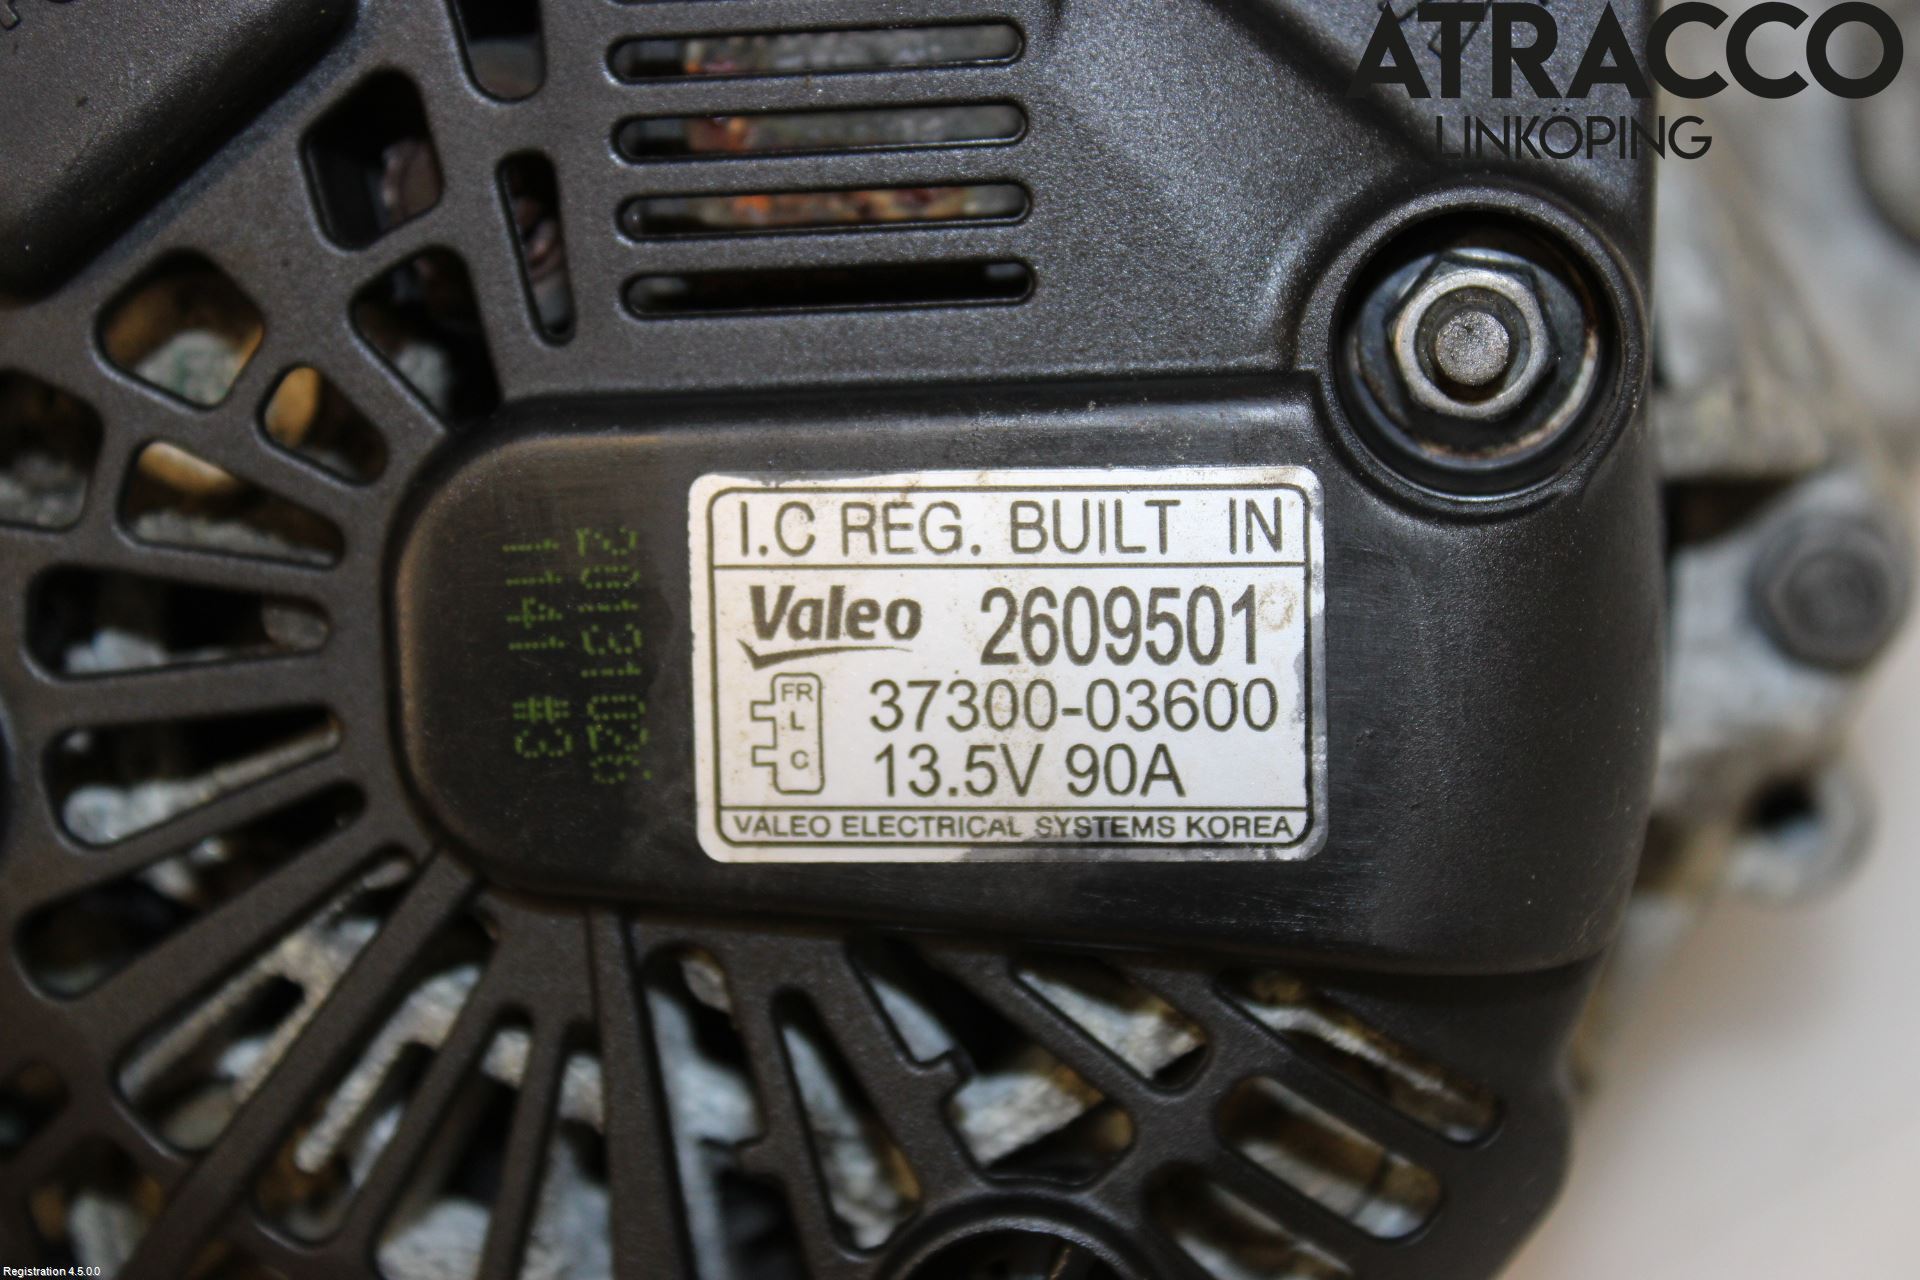 ATRACCO
LINKÖPING
I.C REG. BUILT IN
Valeo 2609501
FR
L
C
37300-03600
13.5V 90A
VALEO ELECTRICAL SYSTEMS KOREA
Registration 4.5.0.0